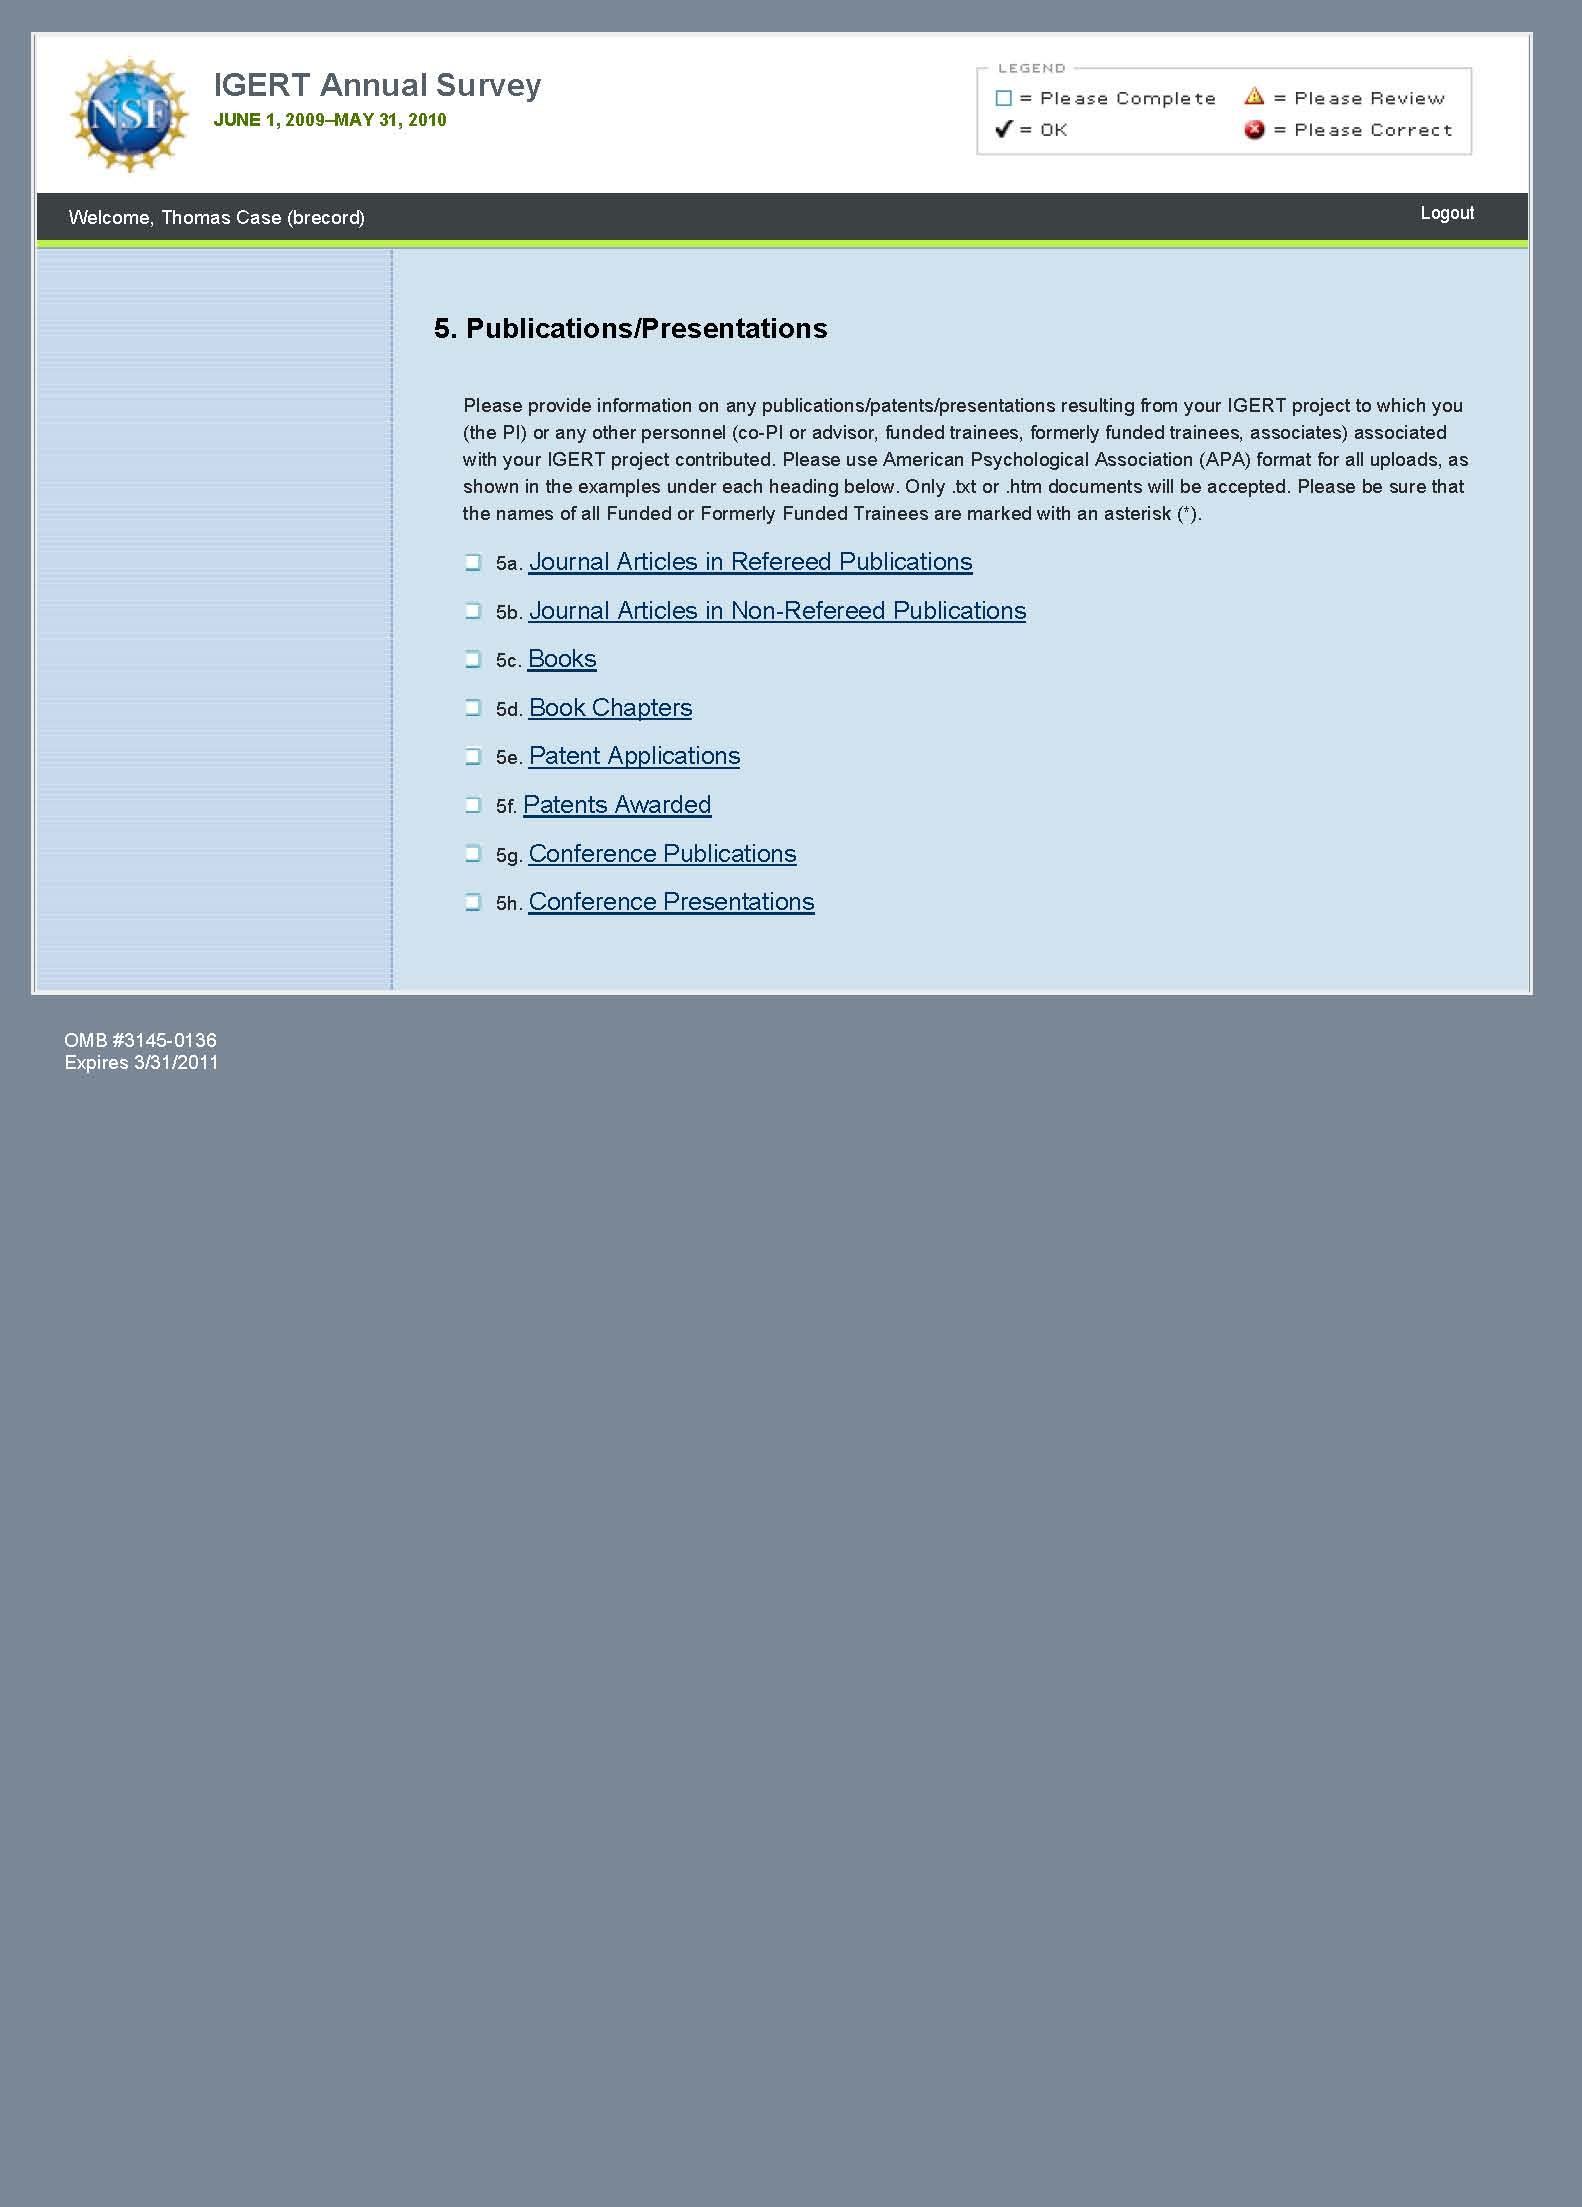 NSF
IGERT Annual Survey
JUNE 1, 2009–MAY 31, 2010
LEGEND
= Please Complete
= Please Review
= OK
= Please Correct
Welcome, Thomas Case (brecord)
Logout
5. Publications/Presentations
Please provide information on any publications/patents/presentations resulting from your IGERT project to which you
(the PI) or any other personnel (co-PI or advisor, funded trainees, formerly funded trainees, associates) associated
with your IGERT project contributed. Please use American Psychological Association (APA) format for all uploads, as
shown in the examples under each heading below. Only .txt or .htm documents will be accepted. Please be sure that
the names of all Funded or Formerly Funded Trainees are marked with an asterisk (*).
5a. Journal Articles in Refereed Publications
5b. Journal Articles in Non-Refereed Publications
5c. Books
5d. Book Chapters
5e. Patent Applications
5f. Patents Awarded
5g. Conference Publications
5h. Conference Presentations
OMB #3145-0136
Expires 3/31/2011